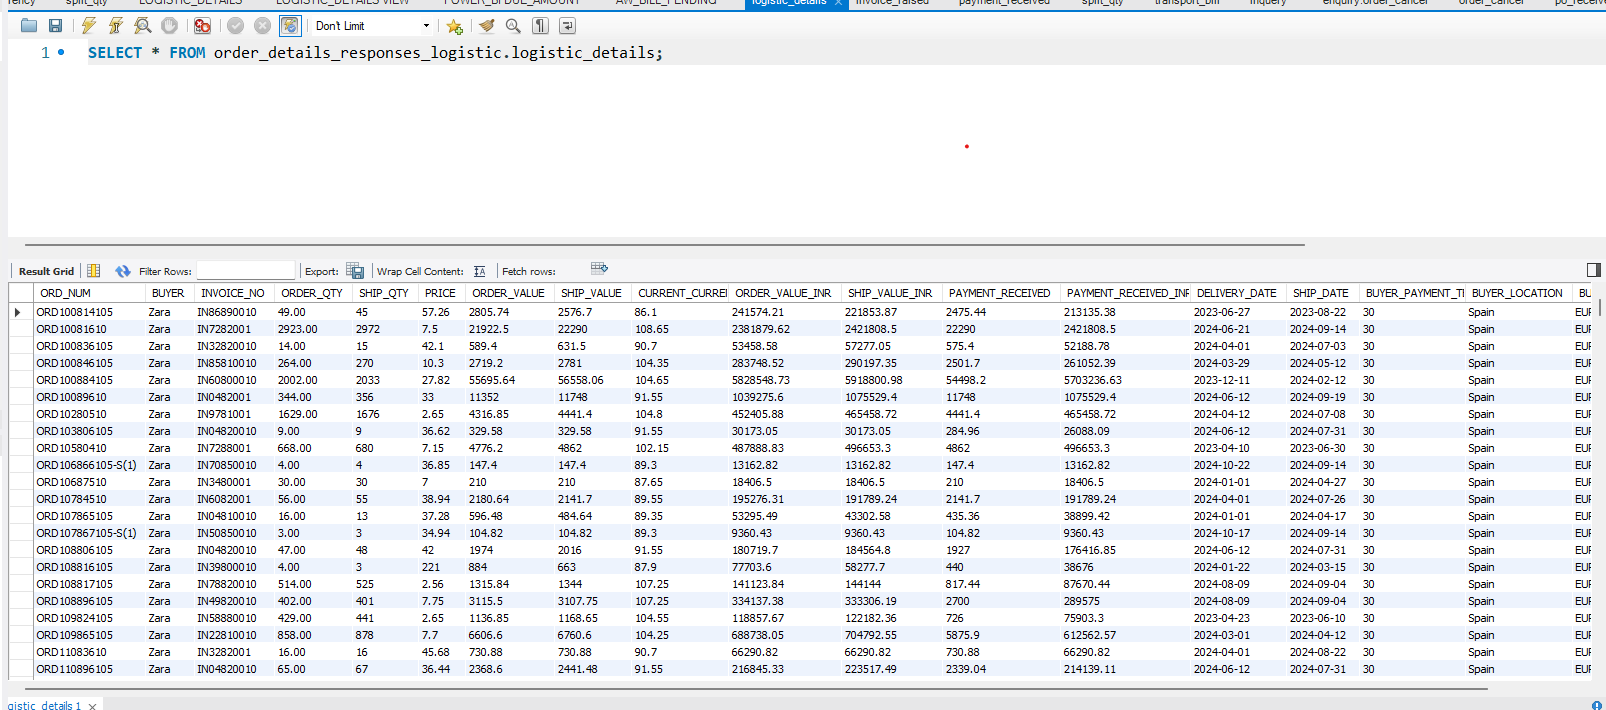 rency split_qty LOGISTIC_DETAILS LOGISTIC_DETAILS VIEW POWER_BI DUE_AMOUNT AW_BILL_PENDING logistic_details invoice_raised payment_received split_qty transport_bill inquery enquiry.order_cancel order_cancel po_receive
Don't Limit
1 SELECT * FROM order_details_responses_logistic.logistic_details;
Result Grid Filter Rows: Export: Wrap Cell Content: Fetch rows:
ORD_NUM BUYER INVOICE_NO ORDER_QTY SHIP_QTY PRICE ORDER_VALUE SHIP_VALUE CURRENT_CURREI ORDER_VALUE_INR SHIP_VALUE_INR PAYMENT_RECEIVED PAYMENT_RECEIVED_INR DELIVERY_DATE SHIP_DATE BUYER_PAYMENT_TE BUYER_LOCATION BU
ORD100814105 Zara IN86890010 49.00 45 57.26 2805.74 2576.7 86.1 241574.21 221853.87 2475.44 213135.38 2023-06-27 2023-08-22 30 Spain EUF
ORD10081610 Zara IN7282001 2923.00 2972 7.5 21922.5 22290 108.65 2381879.62 2421808.5 22290 2421808.5 2024-06-21 2024-09-14 30 Spain EUF
ORD100836105 Zara IN32820010 14.00 15 42.1 589.4 631.5 90.7 53458.58 57277.05 575.4 52188.78 2024-04-01 2024-07-03 30 Spain EUF
ORD100846105 Zara IN85810010 264.00 270 10.3 2719.2 2781 104.35 283748.52 290197.35 2501.7 261052.39 2024-03-29 2024-05-12 30 Spain EUF
ORD100884105 Zara IN60800010 2002.00 2033 27.82 55695.64 56558.06 104.65 5828548.73 5918800.98 54498.2 5703236.63 2023-12-11 2024-02-12 30 Spain EUF
ORD10089610 Zara IN0482001 344.00 356 33 11352 11748 91.55 1039275.6 1075529.4 11748 1075529.4 2024-06-12 2024-09-19 30 Spain EUF
ORD10280510 Zara IN9781001 1629.00 1676 2.65 4316.85 4441.4 104.8 452405.88 465458.72 4441.4 465458.72 2024-04-12 2024-07-08 30 Spain EUF
ORD103806105 Zara IN04820010 9.00 9 36.62 329.58 329.58 91.55 30173.05 30173.05 284.96 26088.09 2024-06-12 2024-07-31 30 Spain EUF
ORD10580410 Zara IN7288001 668.00 680 7.15 4776.2 4862 102.15 487888.83 496653.3 4862 496653.3 2023-04-10 2023-06-30 30 Spain EUF
ORD106866105-S(1) Zara IN70850010 4.00 4 36.85 147.4 147.4 89.3 13162.82 13162.82 147.4 13162.82 2024-10-22 2024-09-14 30 Spain EUF
ORD10687510 Zara IN3480001 30.00 30 7 210 210 87.65 18406.5 18406.5 210 18406.5 2024-01-01 2024-04-27 30 Spain EUF
ORD10784510 Zara IN6082001 56.00 55 38.94 2180.64 2141.7 89.55 195276.31 191789.24 2141.7 191789.24 2024-04-01 2024-07-26 30 Spain EUF
ORD107865105 Zara IN04810010 16.00 13 37.28 596.48 484.64 89.35 53295.49 43302.58 435.36 38899.42 2024-01-01 2024-04-17 30 Spain EUF
ORD107867105-S(1) Zara IN50850010 3.00 3 34.94 104.82 104.82 89.3 9360.43 9360.43 104.82 9360.43 2024-10-17 2024-09-14 30 Spain EUF
ORD108806105 Zara IN04820010 47.00 48 42 1974 2016 91.55 180719.7 184564.8 1927 176416.85 2024-06-12 2024-07-31 30 Spain EUF
ORD108816105 Zara IN39800010 4.00 3 221 884 663 87.9 77703.6 58277.7 440 38676 2024-01-22 2024-03-15 30 Spain EUF
ORD108817105 Zara IN78820010 514.00 525 2.56 1315.84 1344 107.25 141123.84 144144 817.44 87670.44 2024-08-09 2024-09-04 30 Spain EUF
ORD108896105 Zara IN49820010 402.00 401 7.75 3115.5 3107.75 107.25 334137.38 333306.19 2700 289575 2024-08-09 2024-09-04 30 Spain EUF
ORD109824105 Zara IN58880010 429.00 441 2.65 1136.85 1168.65 104.55 118857.67 122182.36 726 75903.3 2023-04-23 2023-06-10 30 Spain EUF
ORD109865105 Zara IN22810010 858.00 878 7.7 6606.6 6760.6 104.25 688738.05 704792.55 5875.9 612562.57 2024-03-01 2024-04-12 30 Spain EUF
ORD11083610 Zara IN3282001 16.00 16 45.68 730.88 730.88 90.7 66290.82 66290.82 730.88 66290.82 2024-04-01 2024-08-22 30 Spain EUF
ORD110896105 Zara IN04820010 65.00 67 36.44 2368.6 2441.48 91.55 216845.33 223517.49 2339.04 214139.11 2024-06-12 2024-07-31 30 Spain EUF
gistic_details 1